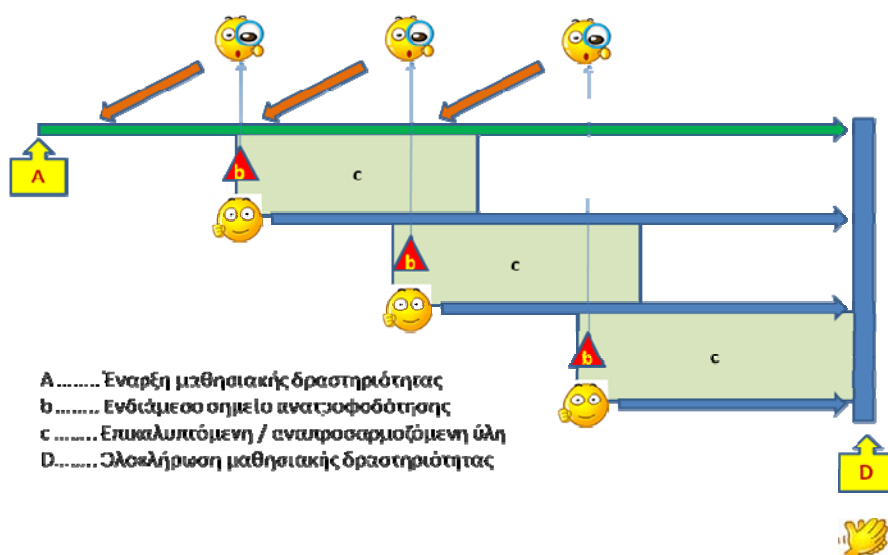 b
c
A
b
c
b
c
A ........ Έναρξη μαθησιακής δραστηριότητας
b ........ Ενδιάμεσο σημείο ανατροφοδότησης
c ........ Επικαλυπτόμενη / αναπροσαρμοζόμενη ύλη
D........ Ολοκλήρωση μαθησιακής δραστηριότητας
D